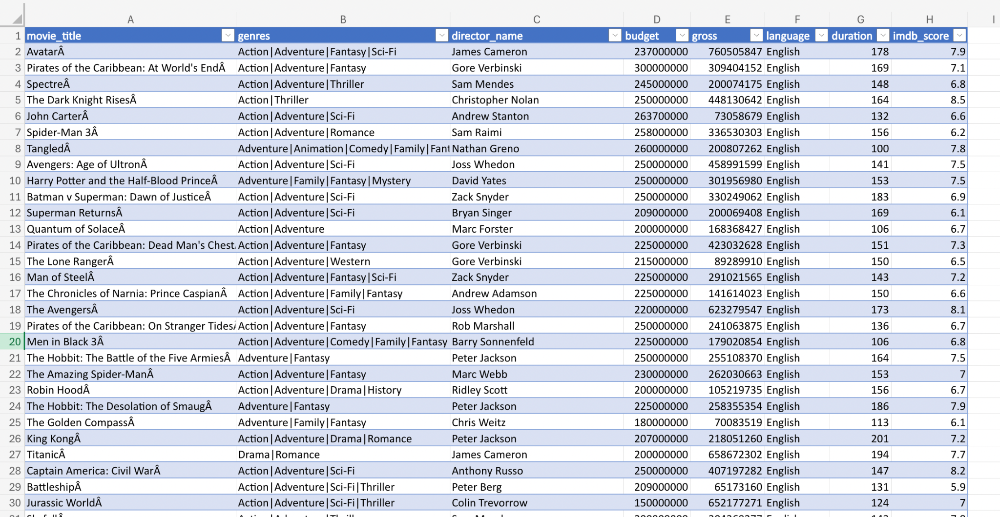 A B C D E F G H I
1 movie_title genres director_name budget gross language duration imdb_score
2 AvatarÂ Action|Adventure|Fantasy|Sci-Fi James Cameron 237000000 760505847 English 178 7.9
3 Pirates of the Caribbean: At World's EndÂ Action|Adventure|Fantasy Gore Verbinski 300000000 309404152 English 169 7.1
4 SpectreÂ Action|Adventure|Thriller Sam Mendes 245000000 200074175 English 148 6.8
5 The Dark Knight RisesÂ Action|Thriller Christopher Nolan 250000000 448130642 English 164 8.5
6 John CarterÂ Action|Adventure|Sci-Fi Andrew Stanton 263700000 73058679 English 132 6.6
7 Spider-Man 3Â Action|Adventure|Romance Sam Raimi 258000000 336530303 English 156 6.2
8 TangledÂ Adventure|Animation|Comedy|Family|Fant Nathan Greno 260000000 200807262 English 100 7.8
9 Avengers: Age of UltronÂ Action|Adventure|Sci-Fi Joss Whedon 250000000 458991599 English 141 7.5
10 Harry Potter and the Half-Blood PrinceÂ Adventure|Family|Fantasy|Mystery David Yates 250000000 301956980 English 153 7.5
11 Batman v Superman: Dawn of JusticeÂ Action|Adventure|Sci-Fi Zack Snyder 250000000 330249062 English 183 6.9
12 Superman ReturnsÂ Action|Adventure|Sci-Fi Bryan Singer 209000000 200069408 English 169 6.1
13 Quantum of SolaceÂ Action|Adventure Marc Forster 200000000 168368427 English 106 6.7
14 Pirates of the Caribbean: Dead Man's Chest Action|Adventure|Fantasy Gore Verbinski 225000000 423032628 English 151 7.3
15 The Lone RangerÂ Action|Adventure|Western Gore Verbinski 215000000 89289910 English 150 6.5
16 Man of SteelÂ Action|Adventure|Fantasy|Sci-Fi Zack Snyder 225000000 291021565 English 143 7.2
17 The Chronicles of Narnia: Prince CaspianÂ Action|Adventure|Family|Fantasy Andrew Adamson 225000000 141614023 English 150 6.6
18 The AvengersÂ Action|Adventure|Sci-Fi Joss Whedon 220000000 623279547 English 173 8.1
19 Pirates of the Caribbean: On Stranger Tides Action|Adventure|Fantasy Rob Marshall 250000000 241063875 English 136 6.7
20 Men in Black 3Â Action|Adventure|Comedy|Family|Fantasy Barry Sonnenfeld 225000000 179020854 English 106 6.8
21 The Hobbit: The Battle of the Five ArmiesÂ Adventure|Fantasy Peter Jackson 250000000 255108370 English 164 7.5
22 The Amazing Spider-ManÂ Action|Adventure|Fantasy Marc Webb 230000000 262030663 English 153 7
23 Robin HoodÂ Action|Adventure|Drama|History Ridley Scott 200000000 105219735 English 156 6.7
24 The Hobbit: The Desolation of SmaugÂ Adventure|Fantasy Peter Jackson 225000000 258355354 English 186 7.9
25 The Golden CompassÂ Adventure|Family|Fantasy Chris Weitz 180000000 70083519 English 113 6.1
26 King KongÂ Action|Adventure|Drama|Romance Peter Jackson 207000000 218051260 English 201 7.2
27 TitanicÂ Drama|Romance James Cameron 200000000 658672302 English 194 7.7
28 Captain America: Civil WarÂ Action|Adventure|Sci-Fi Anthony Russo 250000000 407197282 English 147 8.2
29 BattleshipÂ Action|Adventure|Sci-Fi|Thriller Peter Berg 209000000 65173160 English 131 5.9
30 Jurassic WorldÂ Action|Adventure|Sci-Fi|Thriller Colin Trevorrow 150000000 652177271 English 124 7